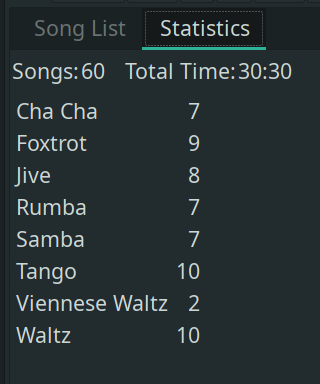 Song List Statistics
Songs: 60 Total Time: 30:30
Cha Cha 7
Foxtrot 9
Jive 8
Rumba 7
Samba 7
Tango 10
Viennese Waltz 2
Waltz 10